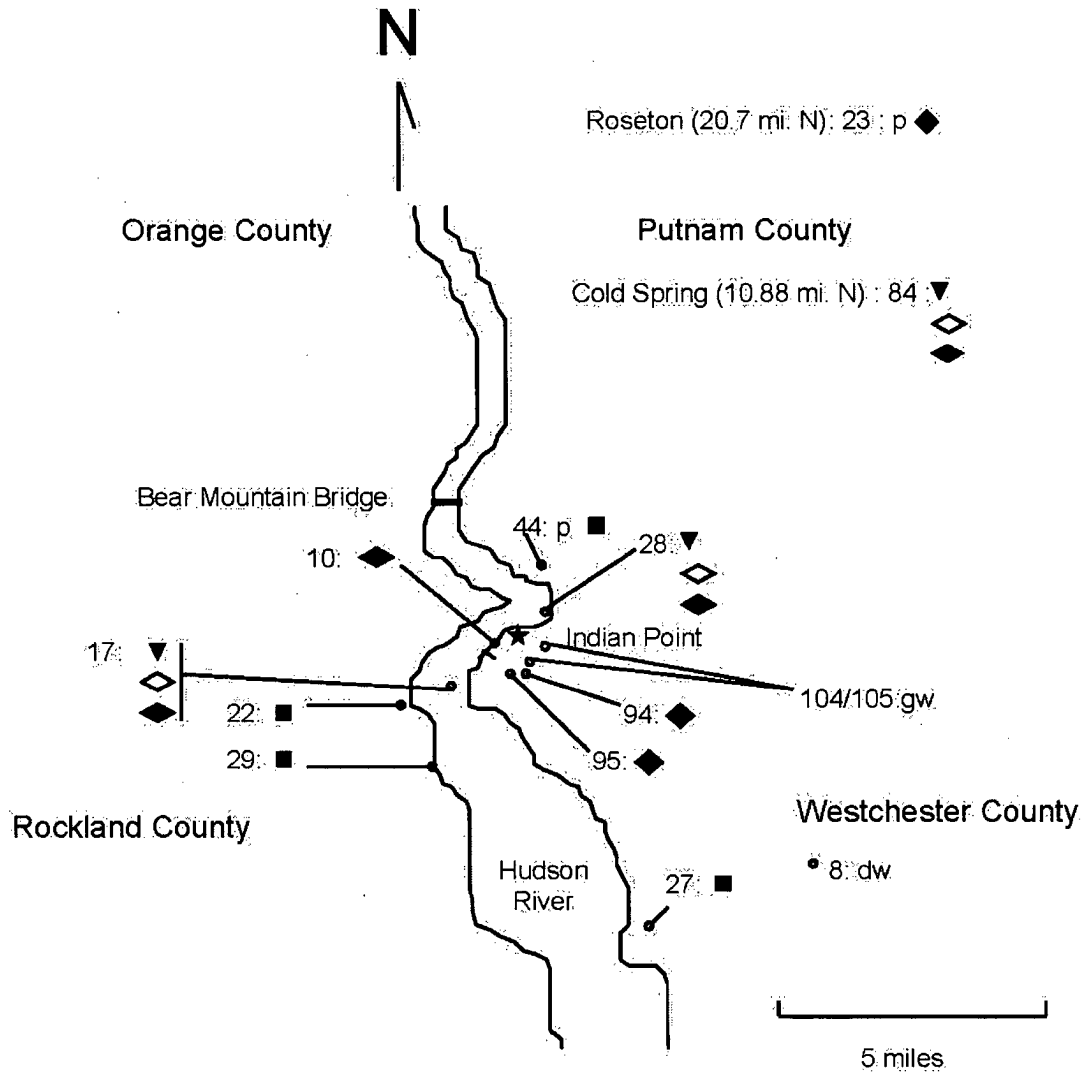 N
Roseton (20.7 mi. N): 23 : p
Orange County
Putnam County
Cold Spring (10.88 mi. N) : 84 :
Bear Mountain Bridge
44: p
28:
10:
Indian Point
17:
104/105:gw
22:
94:
29:
95:
Rockland County
Westchester County
8: dw
Hudson
River
27:
5 miles